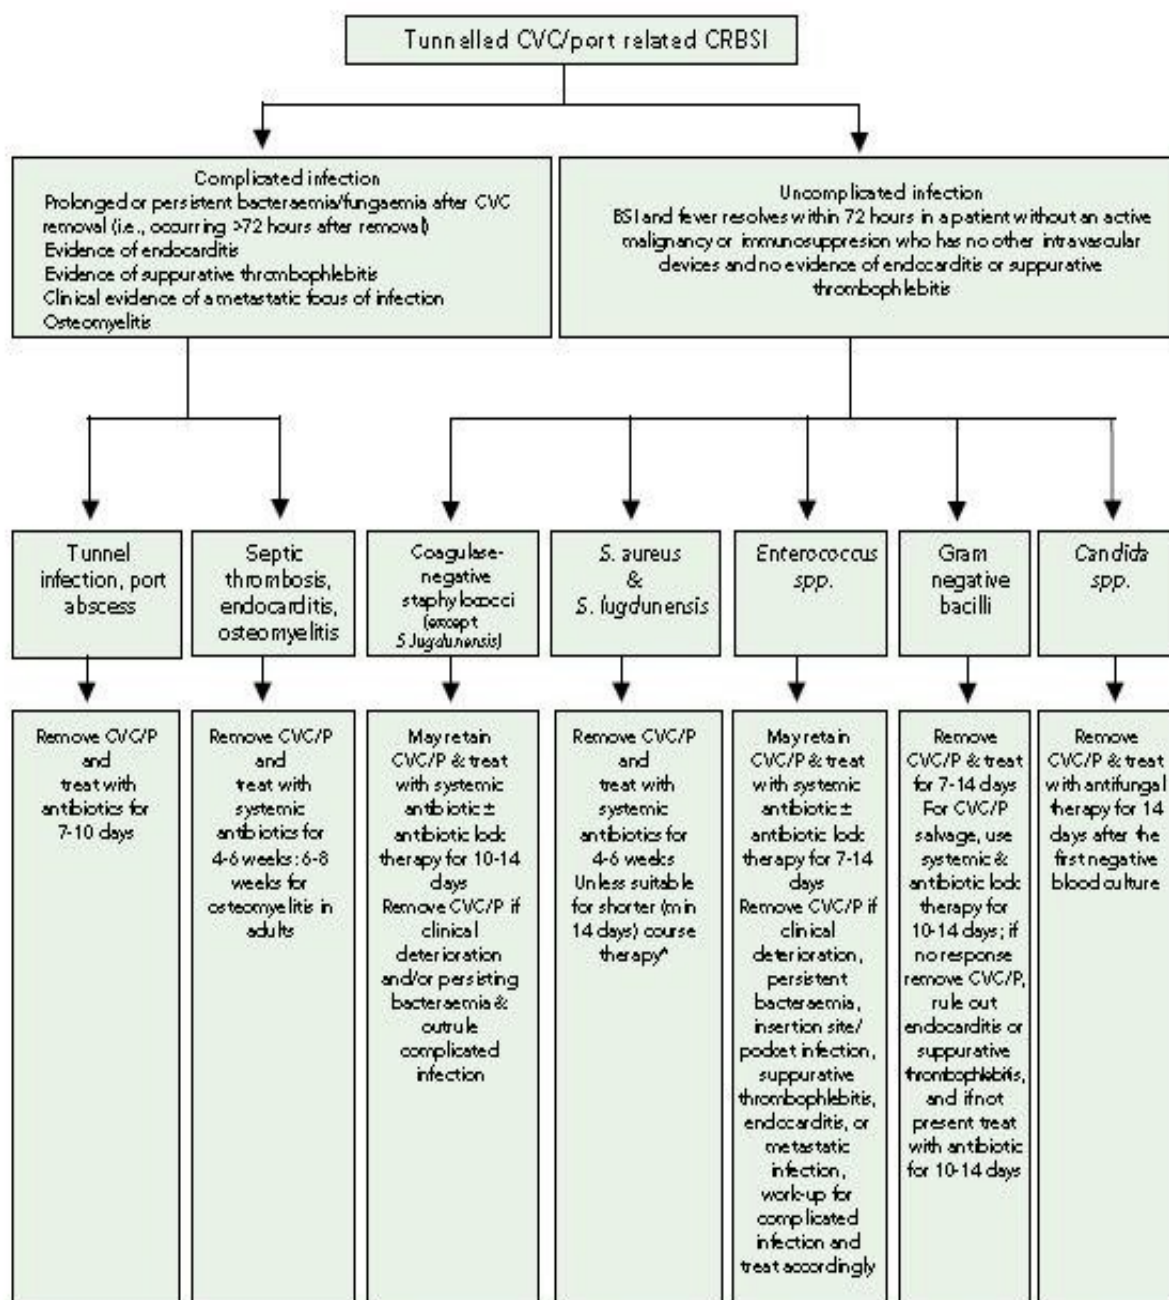 Tunnelled CVC/port related CRBSI
Complicated infection
Prolonged or persistent bacteraemia/fungaemia after CVC
removal (i.e., occurring >72 hours after removal)
Evidence of endocarditis
Evidence of suppurative thrombophlebitis
Clinical evidence of a metastatic focus of infection
Osteomyelitis
Uncomplicated infection
BSI and fever resolves within 72 hours in a patient without an active
malignancy or immunosuppresion who has no other intravascular
devices and no evidence of endocarditis or suppurative
thrombophlebitis
Tunnel
infection, port
abscess
Septic
thrombosis,
endocarditis,
osteomyelitis
Coagulase-
negative
staphylococci
(except
S.lugdunensis)
S. aureus
&
S. lugdunensis
Enterococcus
spp.
Gram
negative
bacilli
Candida
spp.
Remove CVC/P
and
treat with
antibiotics for
7-10 days
Remove CVC/P
and
treat with
systemic
antibiotics for
4-6 weeks: 6-8
weeks for
osteomyelitis in
adults
May retain
CVC/P & treat
with systemic
antibiotic ±
antibiotic lock
therapy for 10-14
days
Remove CVC/P if
clinical
deterioration
and/or persisting
bacteraemia &
outrule
complicated
infection
Remove CVC/P
and
treat with
systemic
antibiotics for
4-6 weeks
Unless suitable
for shorter (min
14 days) course
therapy*
May retain
CVC/P & treat
with systemic
antibiotic ±
antibiotic lock
therapy for 7-14
days
Remove CVC/P if
clinical
deterioration,
persistent
bacteraemia,
insertion site/
pocket infection,
suppurative
thrombophlebitis,
endocarditis, or
metastatic
infection,
work-up for
complicated
infection and
treat accordingly
Remove
CVC/P & treat
for 7-14 days
For CVC/P
salvage, use
systemic &
antibiotic lock
therapy for
10-14 days; if
no response
remove CVC/P,
rule out
endocarditis or
suppurative
thrombophlebitis,
and if not
present treat
with antibiotic
for 10-14 days
Remove
CVC/P & treat
with antifungal
therapy for 14
days after the
first negative
blood culture